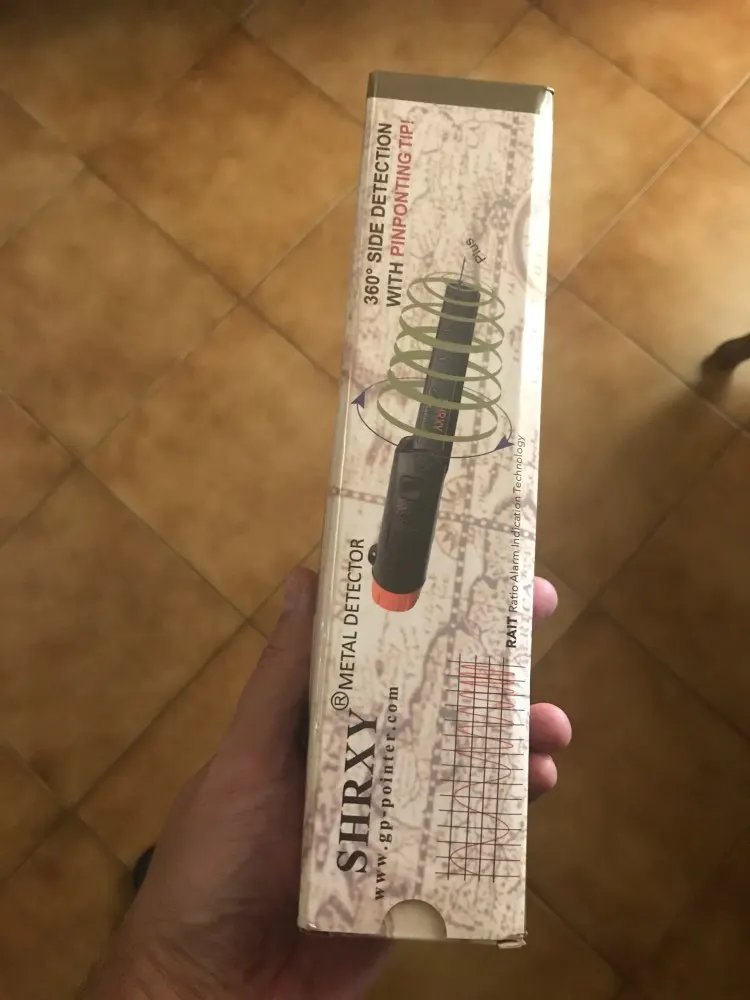 360° SIDE DETECTION
WITH PINPONTING TIP!
Plus
RXY
SHRXY® METAL DETECTOR
www.gp-pointer.com
RAIT Ratio Alarm Indication Technology